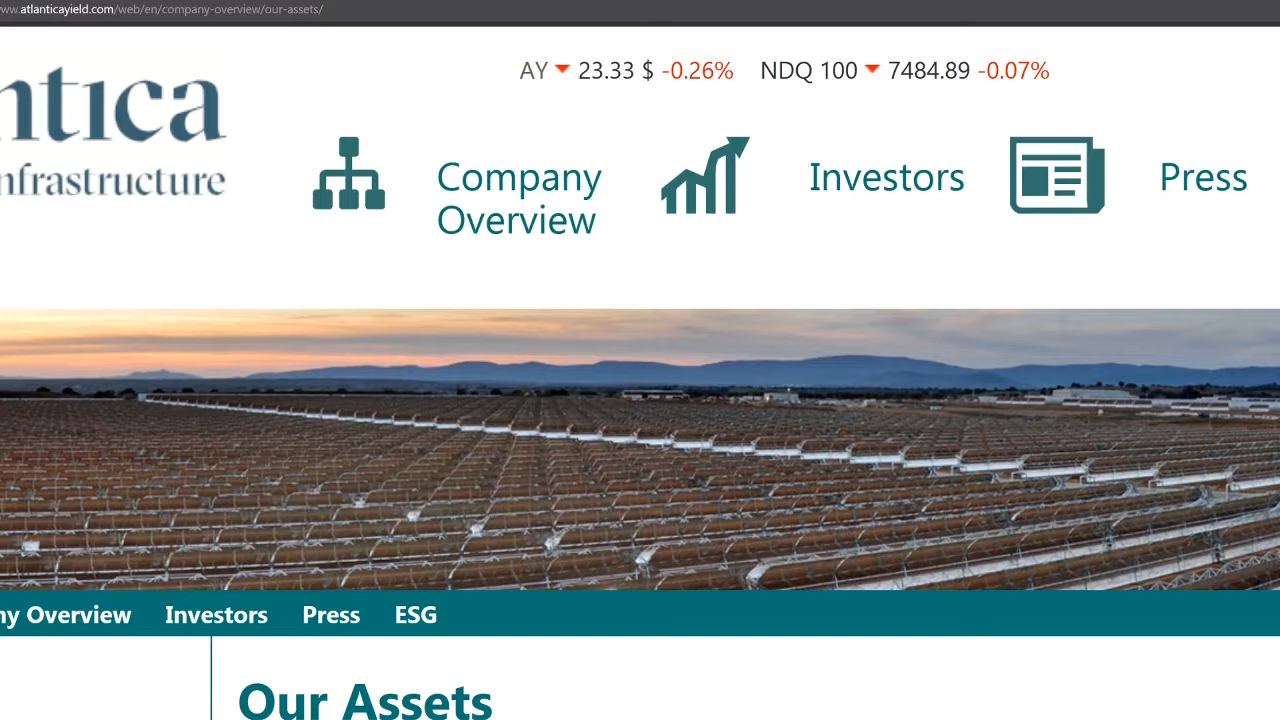 www.atlanticayield.com/web/en/company-overview/our-assets/
AY 23.33 $ -0.26% NDQ 100 7484.89 -0.07%
ntica
nfrastructure
Company
Overview
Investors
Press
ny Overview Investors Press ESG
Our Assets